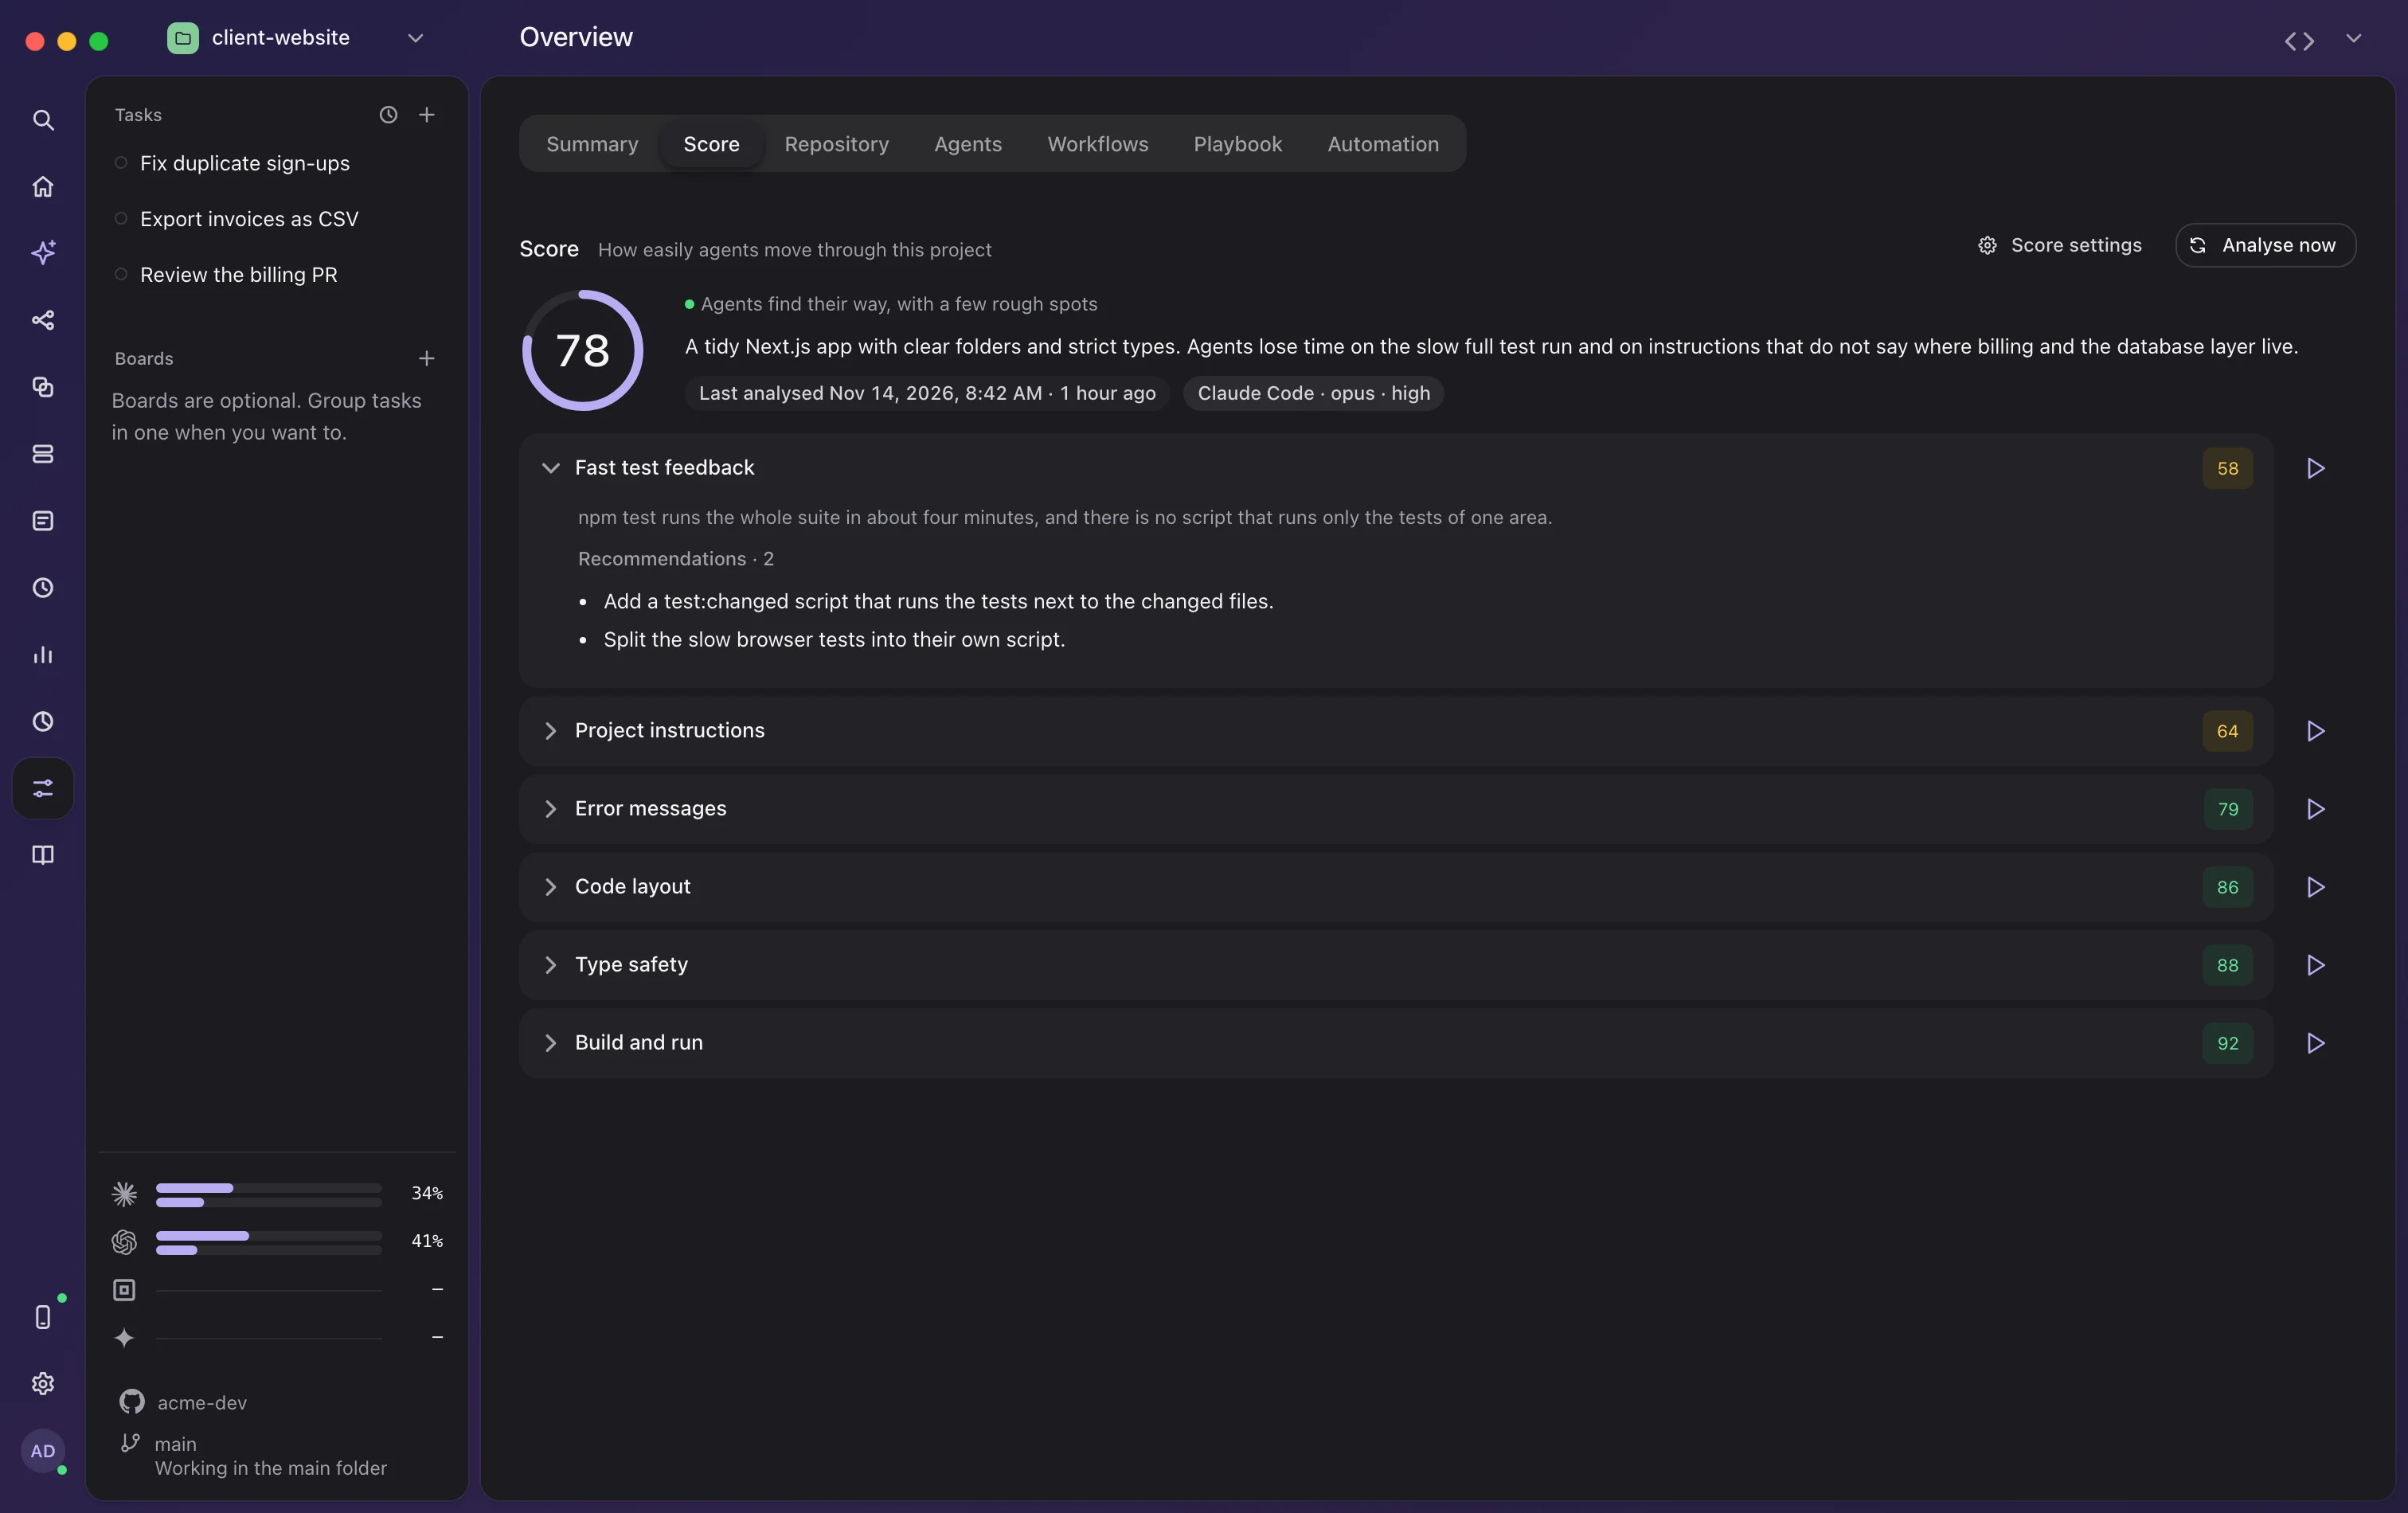 client-website
Overview
Tasks
Fix duplicate sign-ups
Export invoices as CSV
Review the billing PR
Boards
Boards are optional. Group tasks
in one when you want to.
34%
41%
–
–
acme-dev
main
Working in the main folder
AD
Summary
Score
Repository
Agents
Workflows
Playbook
Automation
Score How easily agents move through this project
Score settings
Analyse now
78
Agents find their way, with a few rough spots
A tidy Next.js app with clear folders and strict types. Agents lose time on the slow full test run and on instructions that do not say where billing and the database layer live.
Last analysed Nov 14, 2026, 8:42 AM · 1 hour ago
Claude Code · opus · high
Fast test feedback
58
npm test runs the whole suite in about four minutes, and there is no script that runs only the tests of one area.
Recommendations · 2
• Add a test:changed script that runs the tests next to the changed files.
• Split the slow browser tests into their own script.
Project instructions
64
Error messages
79
Code layout
86
Type safety
88
Build and run
92